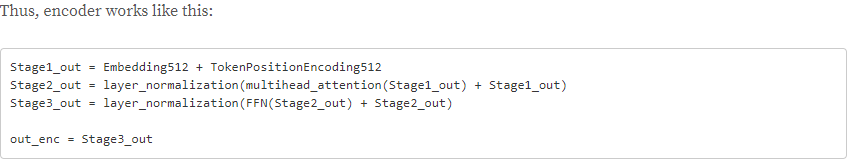 Thus, encoder works like this:
Stage1_out = Embedding512 + TokenPositionEncoding512
Stage2_out = layer_normalization(multihead_attention(Stage1_out) + Stage1_out)
Stage3_out = layer_normalization(FFN(Stage2_out) + Stage2_out)
out_enc = Stage3_out